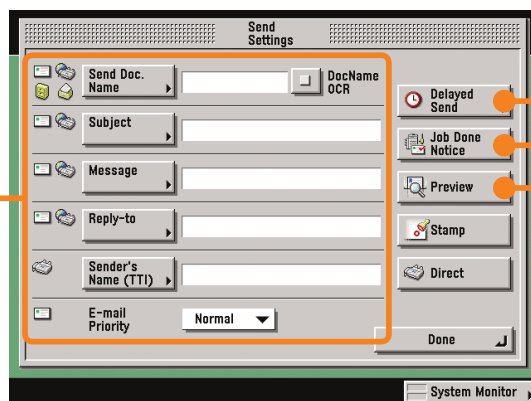 Send
Settings
Send Doc.
Name
DocName
OCR
Subject
Message
Reply-to
Sender's
Name (TTI)
E-mail
Priority
Normal
Delayed
Send
Job Done
Notice
Preview
Stamp
Direct
Done
System Monitor